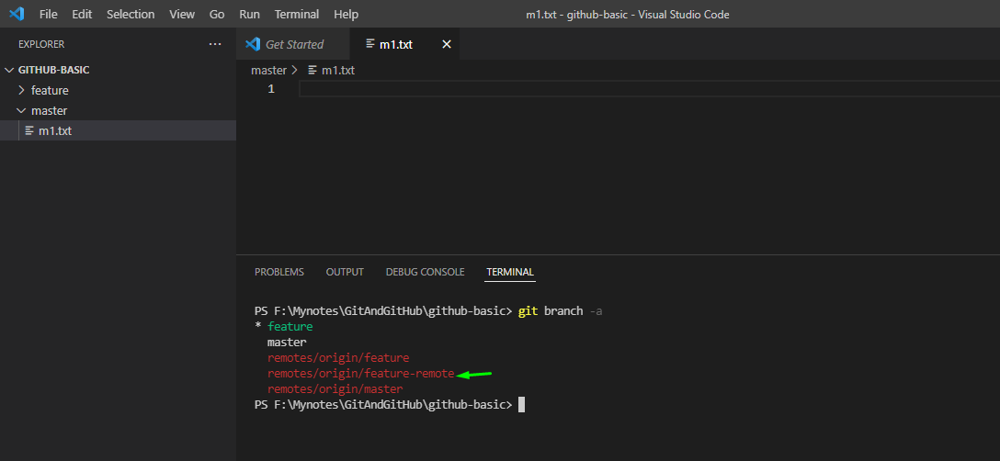 File Edit Selection View Go Run Terminal Help
m1.txt - github-basic - Visual Studio Code
EXPLORER ...
GITHUB-BASIC
feature
master
m1.txt
Get Started
m1.txt
master > m1.txt
1
PROBLEMS OUTPUT DEBUG CONSOLE TERMINAL
PS F:\Mynotes\GitAndGitHub\github-basic> git branch -a
* feature
master
remotes/origin/feature
remotes/origin/feature-remote
remotes/origin/master
PS F:\Mynotes\GitAndGitHub\github-basic>